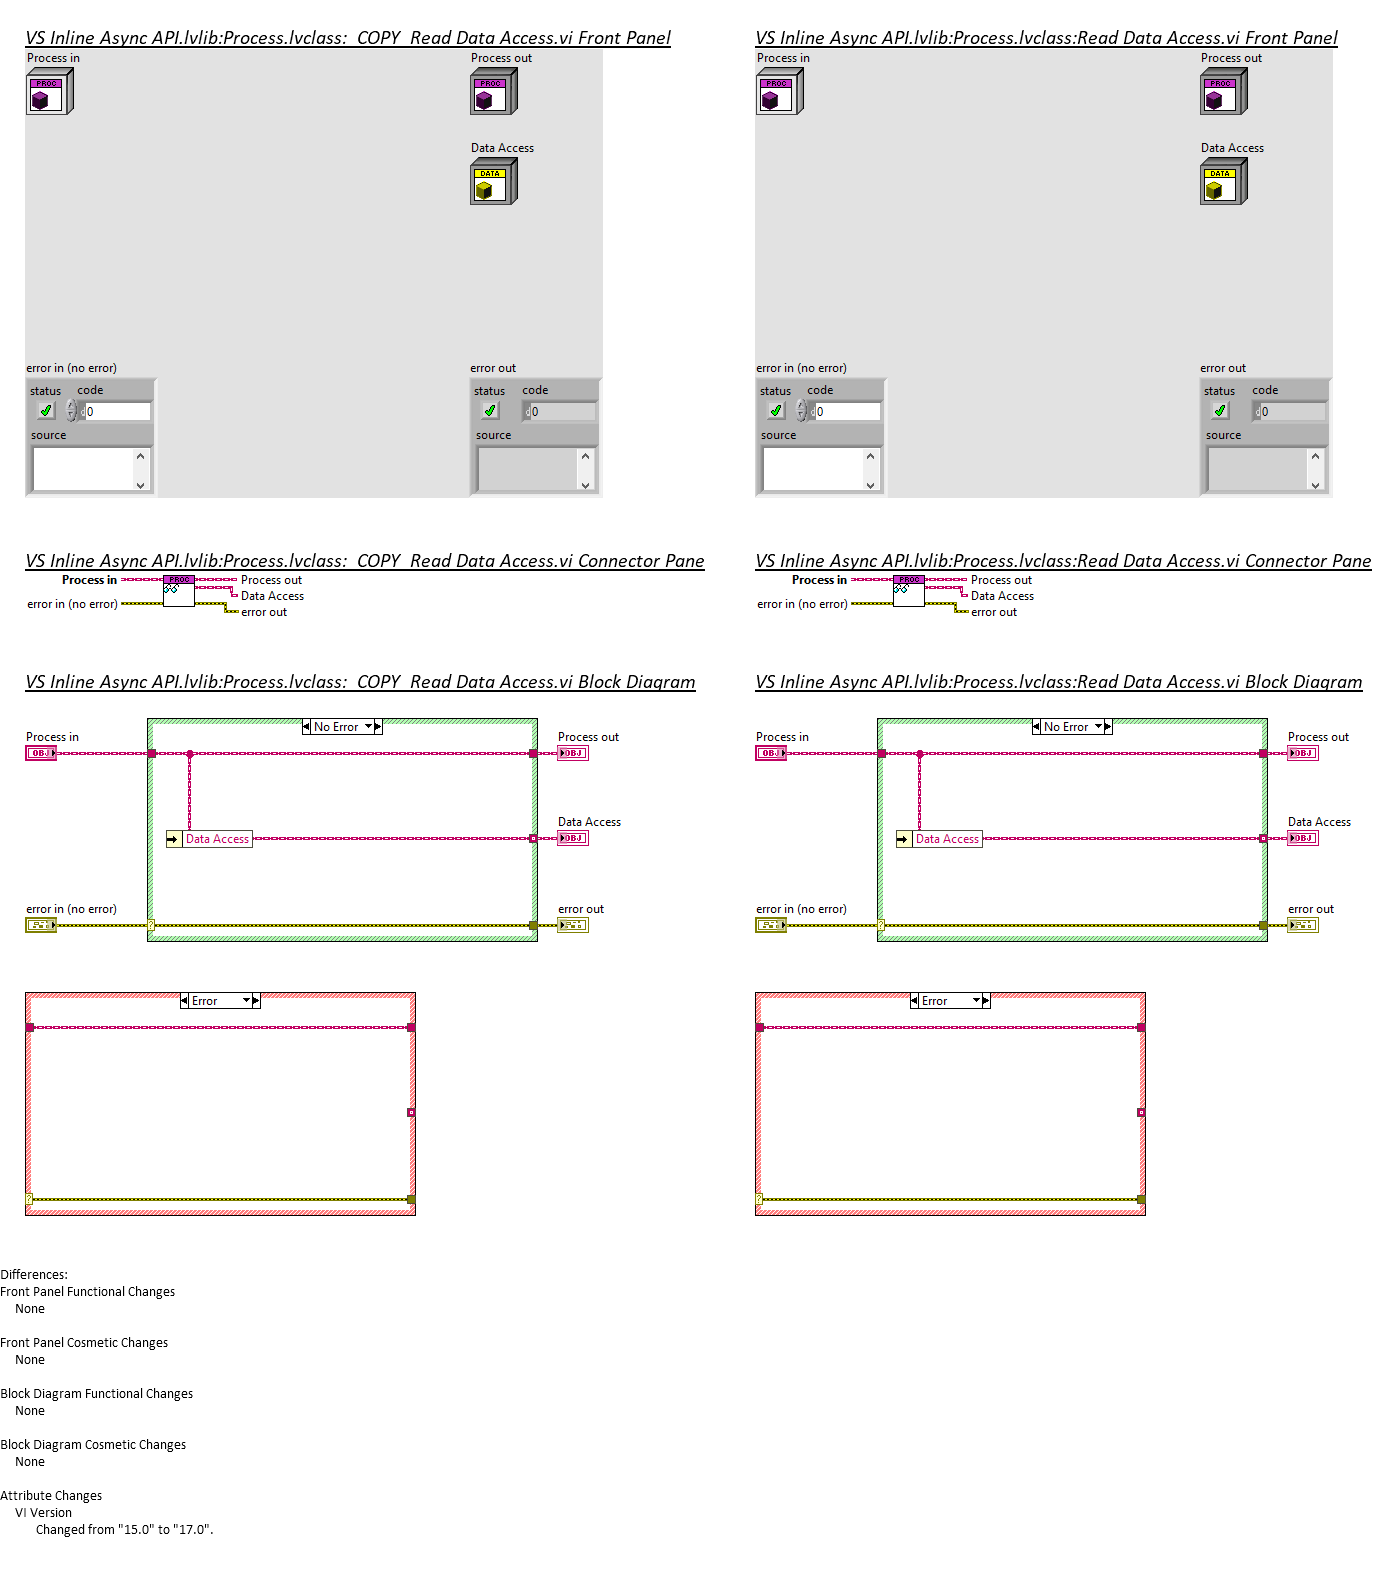 VS Inline Async API.lvlib:Process.lvclass:  COPY  Read Data Access.vi Front Panel
Process in
PROC
Process out
PROC
Data Access
DATA
error in (no error)
status code
0
source
error out
status code
0
source
VS Inline Async API.lvlib:Process.lvclass:Read Data Access.vi Front Panel
Process in
PROC
Process out
PROC
Data Access
DATA
error in (no error)
status code
0
source
error out
status code
0
source
VS Inline Async API.lvlib:Process.lvclass:  COPY  Read Data Access.vi Connector Pane
Process in
PROC
Process out
Data Access
error in (no error)
error out
VS Inline Async API.lvlib:Process.lvclass:Read Data Access.vi Connector Pane
Process in
PROC
Process out
Data Access
error in (no error)
error out
VS Inline Async API.lvlib:Process.lvclass:  COPY  Read Data Access.vi Block Diagram
No Error
Process in
OBJ
Process out
OBJ
Data Access
Data Access
OBJ
error in (no error)
?
error out
Error
?
VS Inline Async API.lvlib:Process.lvclass:Read Data Access.vi Block Diagram
No Error
Process in
OBJ
Process out
OBJ
Data Access
Data Access
OBJ
error in (no error)
?
error out
Error
?
Differences:
Front Panel Functional Changes
None
Front Panel Cosmetic Changes
None
Block Diagram Functional Changes
None
Block Diagram Cosmetic Changes
None
Attribute Changes
VI Version
Changed from "15.0" to "17.0".